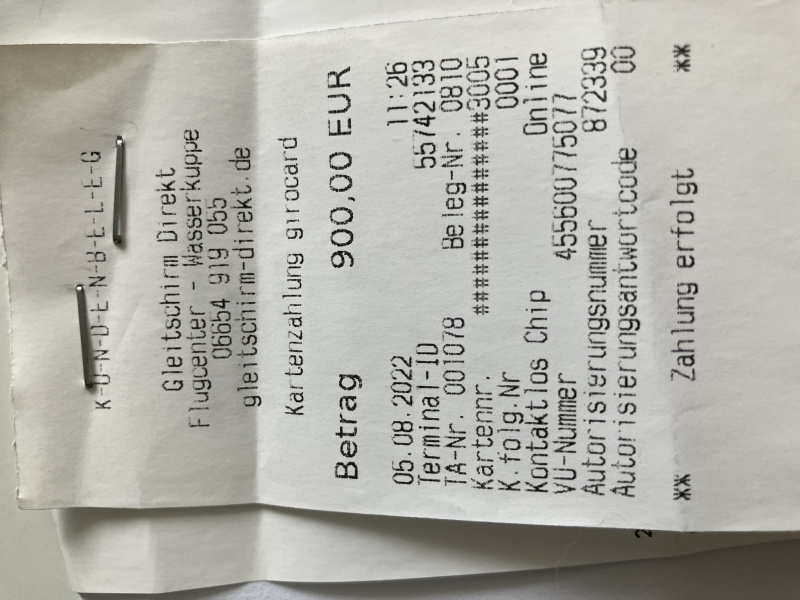 K-U-N-D-E-N-B-E-L-E-G
Gleitschirm Direkt
Flugcenter - Wasserkuppe
06654 919 055
gleitschirm-direkt.de
Kartenzahlung girocard
Betrag 900,00 EUR
05.08.2022 11:26
Terminal-ID 55742133
TA-Nr. 001078 Beleg-Nr. 0810
Kartennr. ###############3005
K.folg.Nr 0001
Kontaktlos Chip Online
VU-Nummer 455600775077
Autorisierungsnummer 872339
Autorisierungsantwortcode 00
** Zahlung erfolgt **
2